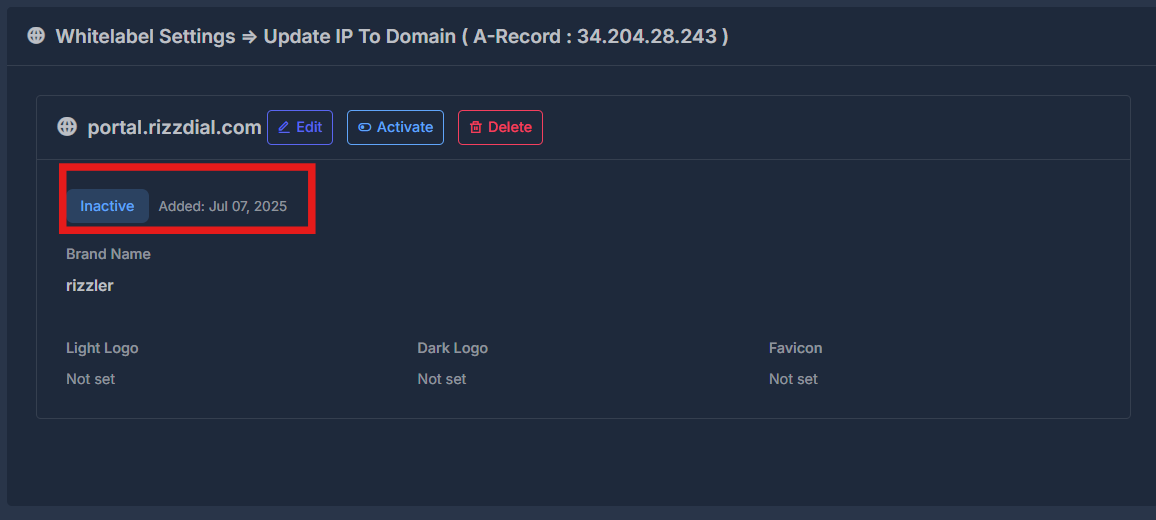 Whitelabel Settings => Update IP To Domain ( A-Record : 34.204.28.243 )
portal.rizzdial.com Edit Activate Delete
Inactive Added: Jul 07, 2025
Brand Name
rizzler
Light Logo Dark Logo Favicon
Not set Not set Not set